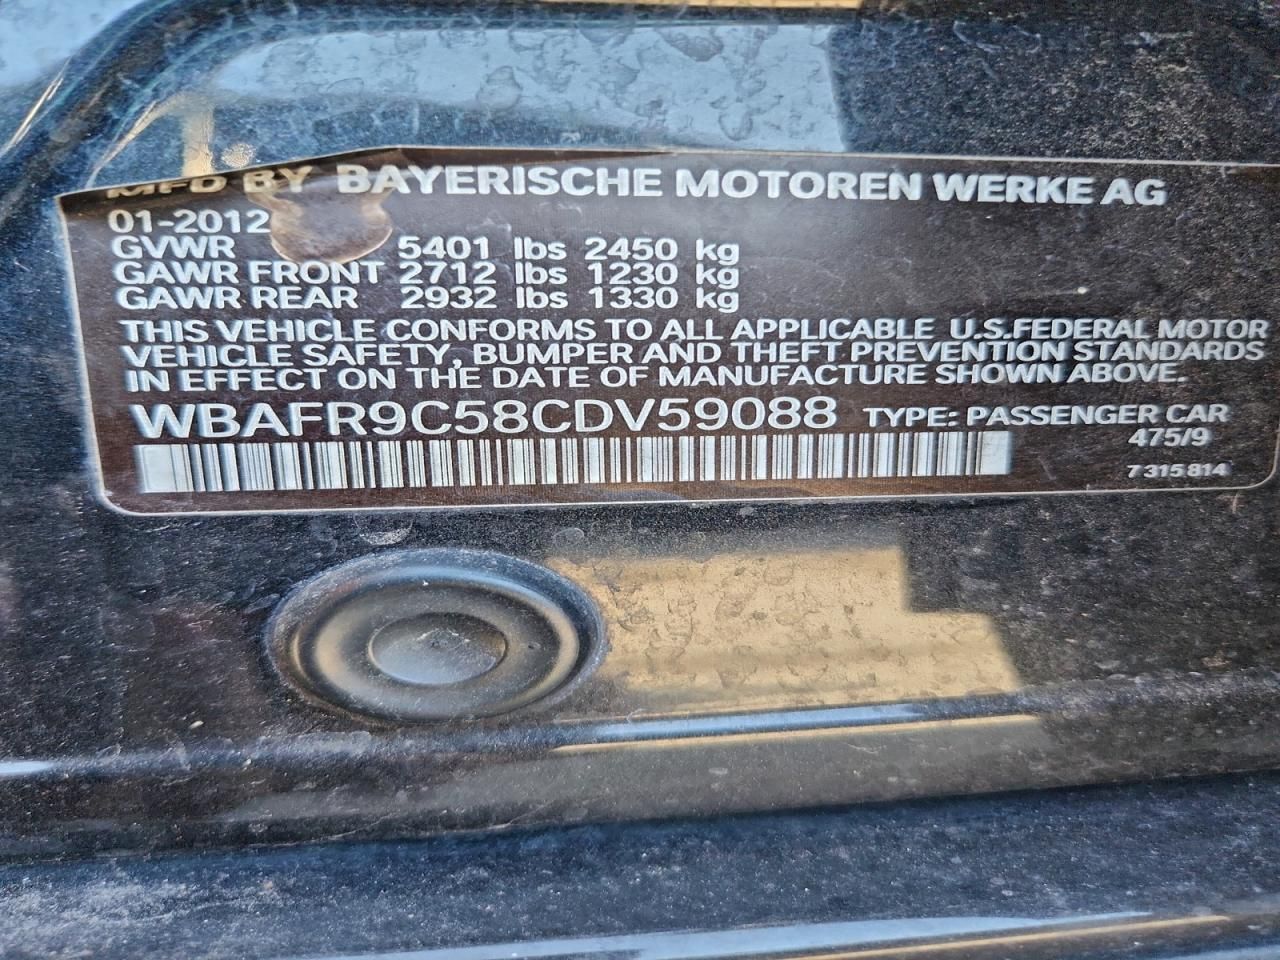 MFD BY BAYERISCHE MOTOREN WERKE AG
01-2012
GVWR 5401 lbs 2450 kg
GAWR FRONT 2712 lbs 1230 kg
GAWR REAR 2932 lbs 1330 kg
THIS VEHICLE CONFORMS TO ALL APPLICABLE U.S.FEDERAL MOTOR
VEHICLE SAFETY, BUMPER AND THEFT PREVENTION STANDARDS
IN EFFECT ON THE DATE OF MANUFACTURE SHOWN ABOVE.
WBAFR9C58CDV59088 TYPE: PASSENGER CAR
475/9
7 315 814